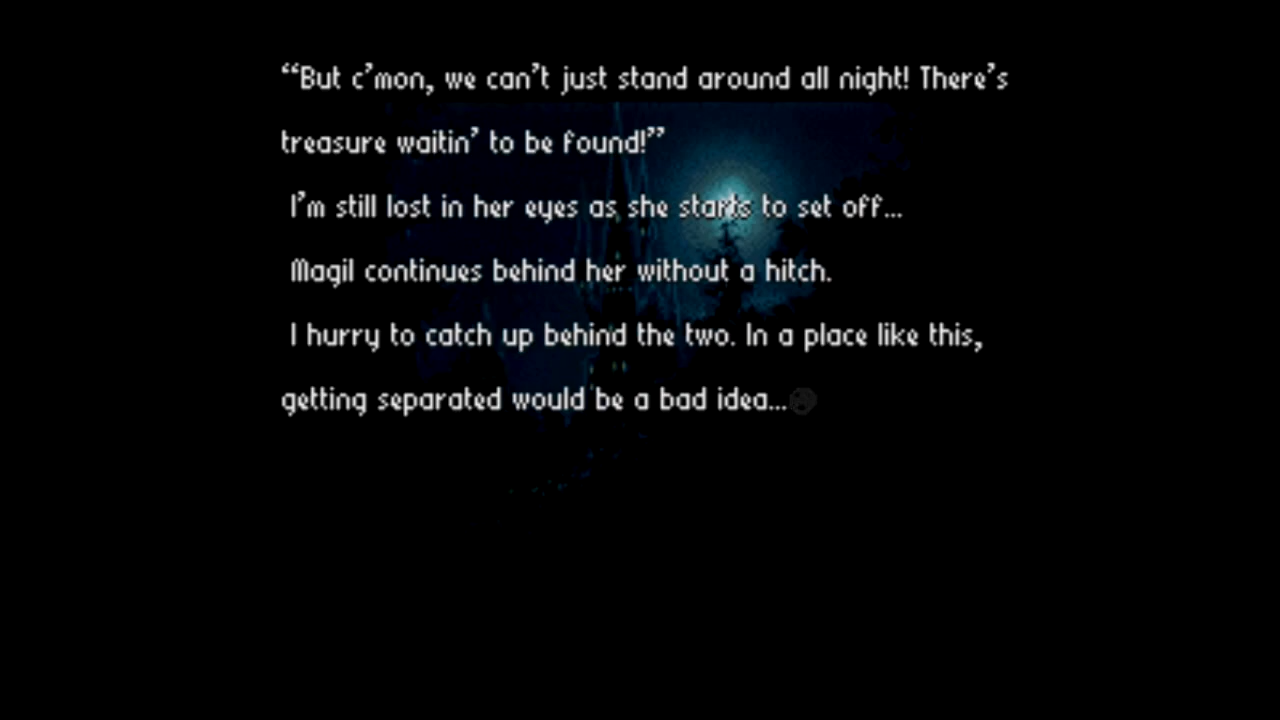 “But c’mon, we can’t just stand around all night! There’s
treasure waitin’ to be found!”
I’m still lost in her eyes as she starts to set off...
Magil continues behind her without a hitch.
I hurry to catch up behind the two. In a place like this,
getting separated would be a bad idea...